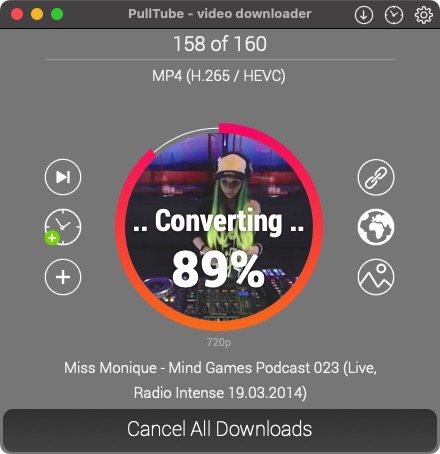 PullTube - video downloader
158 of 160
MP4 (H.265 / HEVC)
.. Converting ..
89%
720p
Miss Monique - Mind Games Podcast 023 (Live,
Radio Intense 19.03.2014)
Cancel All Downloads